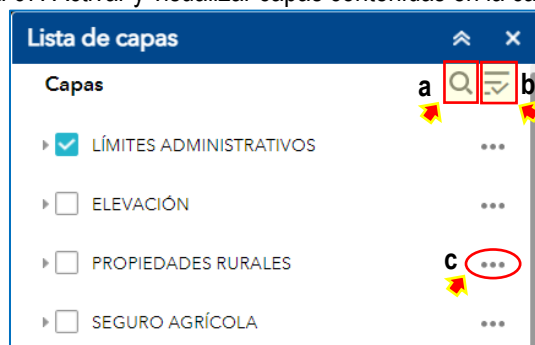 Lista de capas
Capas a b
LÍMITES ADMINISTRATIVOS
ELEVACIÓN
PROPIEDADES RURALES c
SEGURO AGRÍCOLA